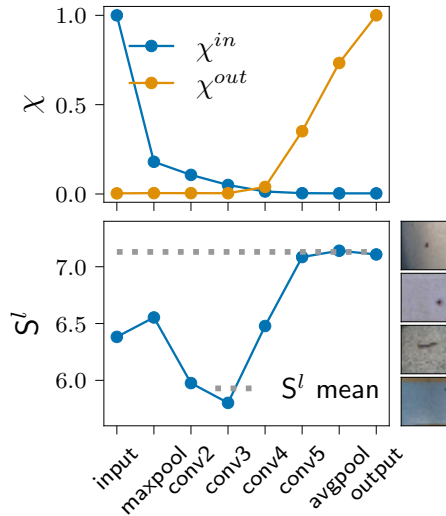 1.0
χ^{in}
χ^{out}
χ
0.5
0.0
7.0
S^l
6.5
6.0
S^l mean
input
maxpool
conv2
conv3
conv4
conv5
avgpool
output